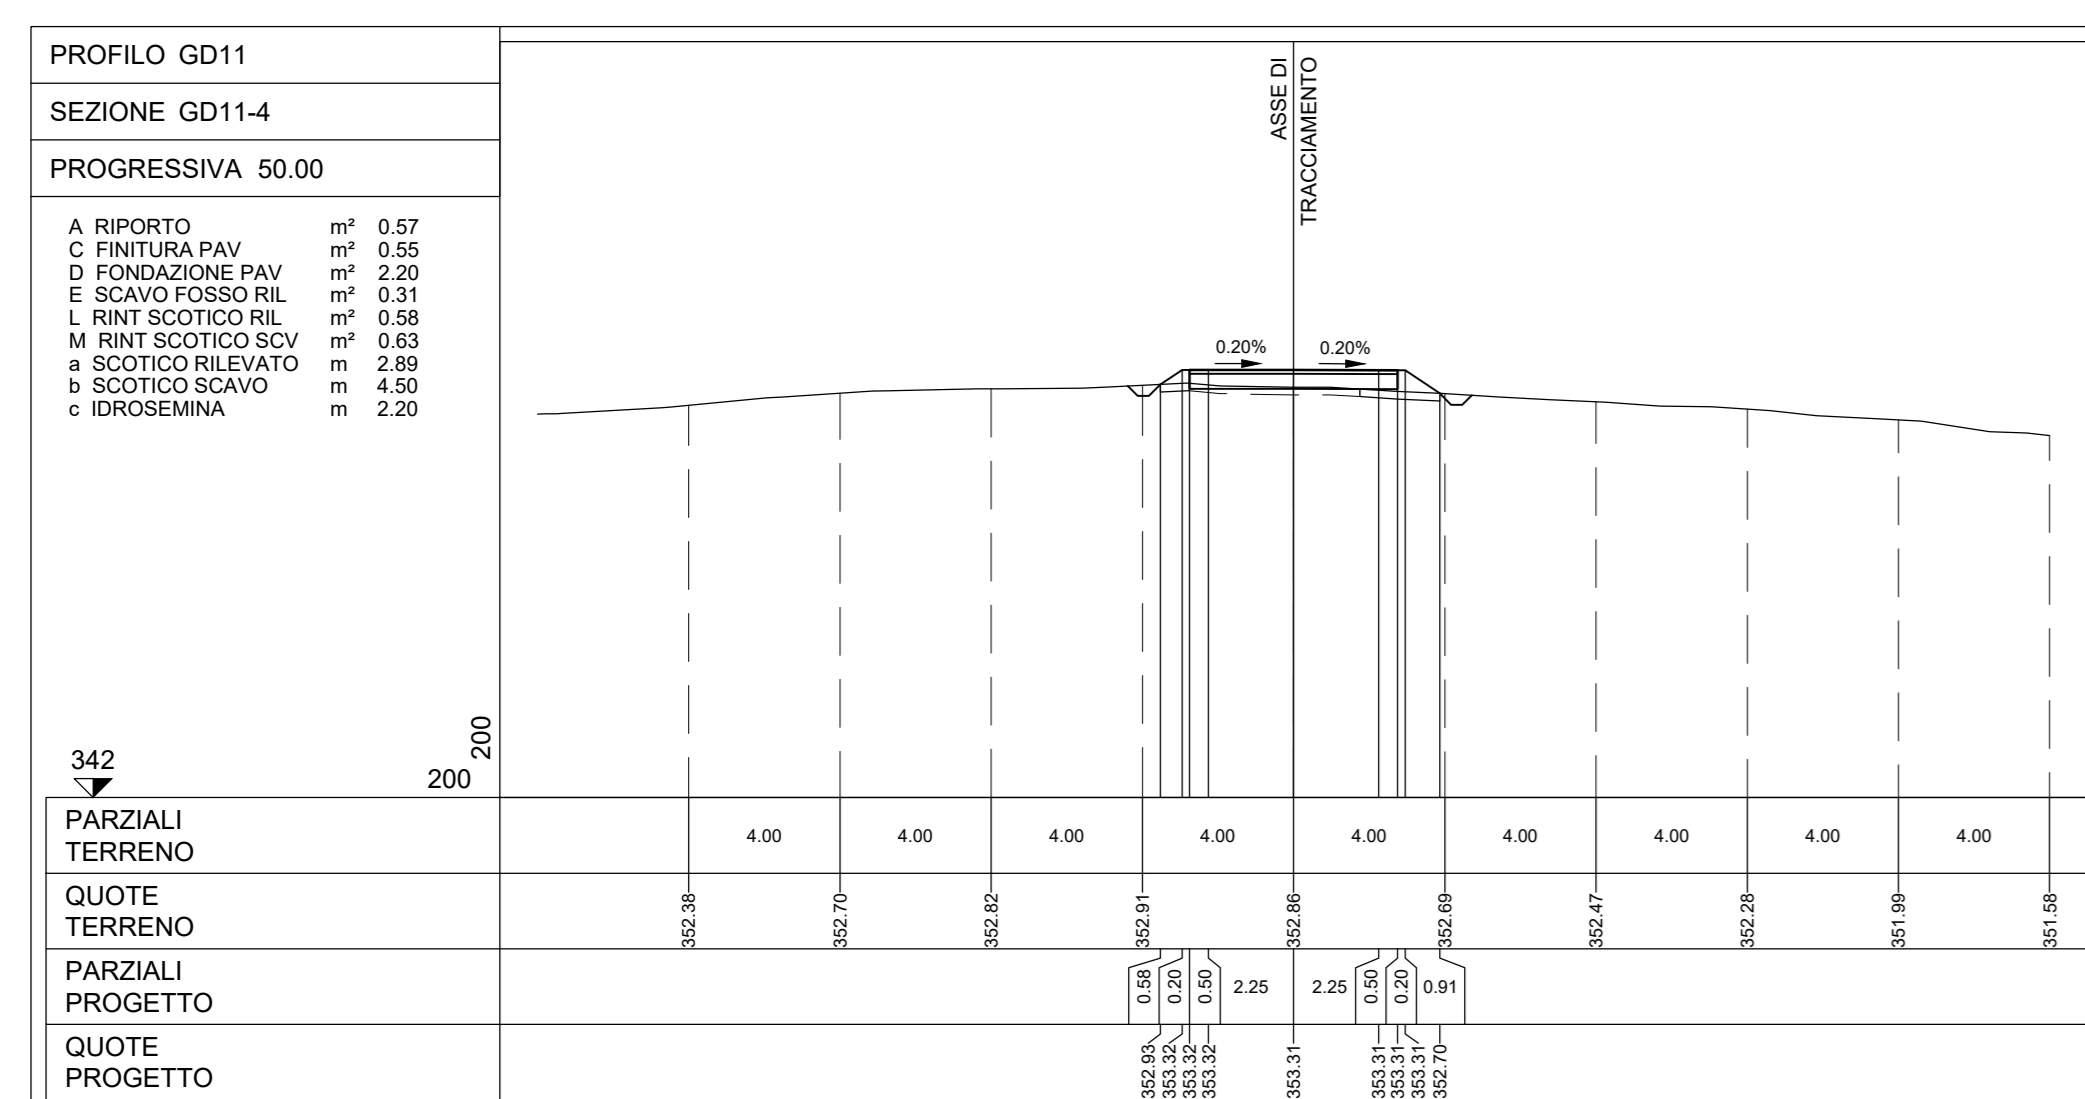 PROFILO GD11
SEZIONE GD11-4
PROGRESSIVA 50.00
A RIPORTO m² 0.57
C FINITURA PAV m² 0.55
D FONDAZIONE PAV m² 2.20
E SCAVO FOSSO RIL m² 0.31
L RINT SCOTICO RIL m² 0.58
M RINT SCOTICO SCV m² 0.63
a SCOTICO RILEVATO m 2.89
b SCOTICO SCAVO m 4.50
c IDROSEMINA m 2.20
ASSE DI
TRACCIAMENTO
0.20% 0.20%
342
200
200
PARZIALI
TERRENO
4.00 4.00 4.00 4.00 4.00 4.00 4.00 4.00 4.00
QUOTE
TERRENO
352.38 352.70 352.82 352.91 352.86 352.69 352.47 352.28 351.99 351.58
PARZIALI
PROGETTO
0.58 0.20 0.50 2.25 2.25 0.50 0.20 0.91
QUOTE
PROGETTO
352.93 353.32 353.32 353.32 353.31 353.31 353.31 353.31 352.70